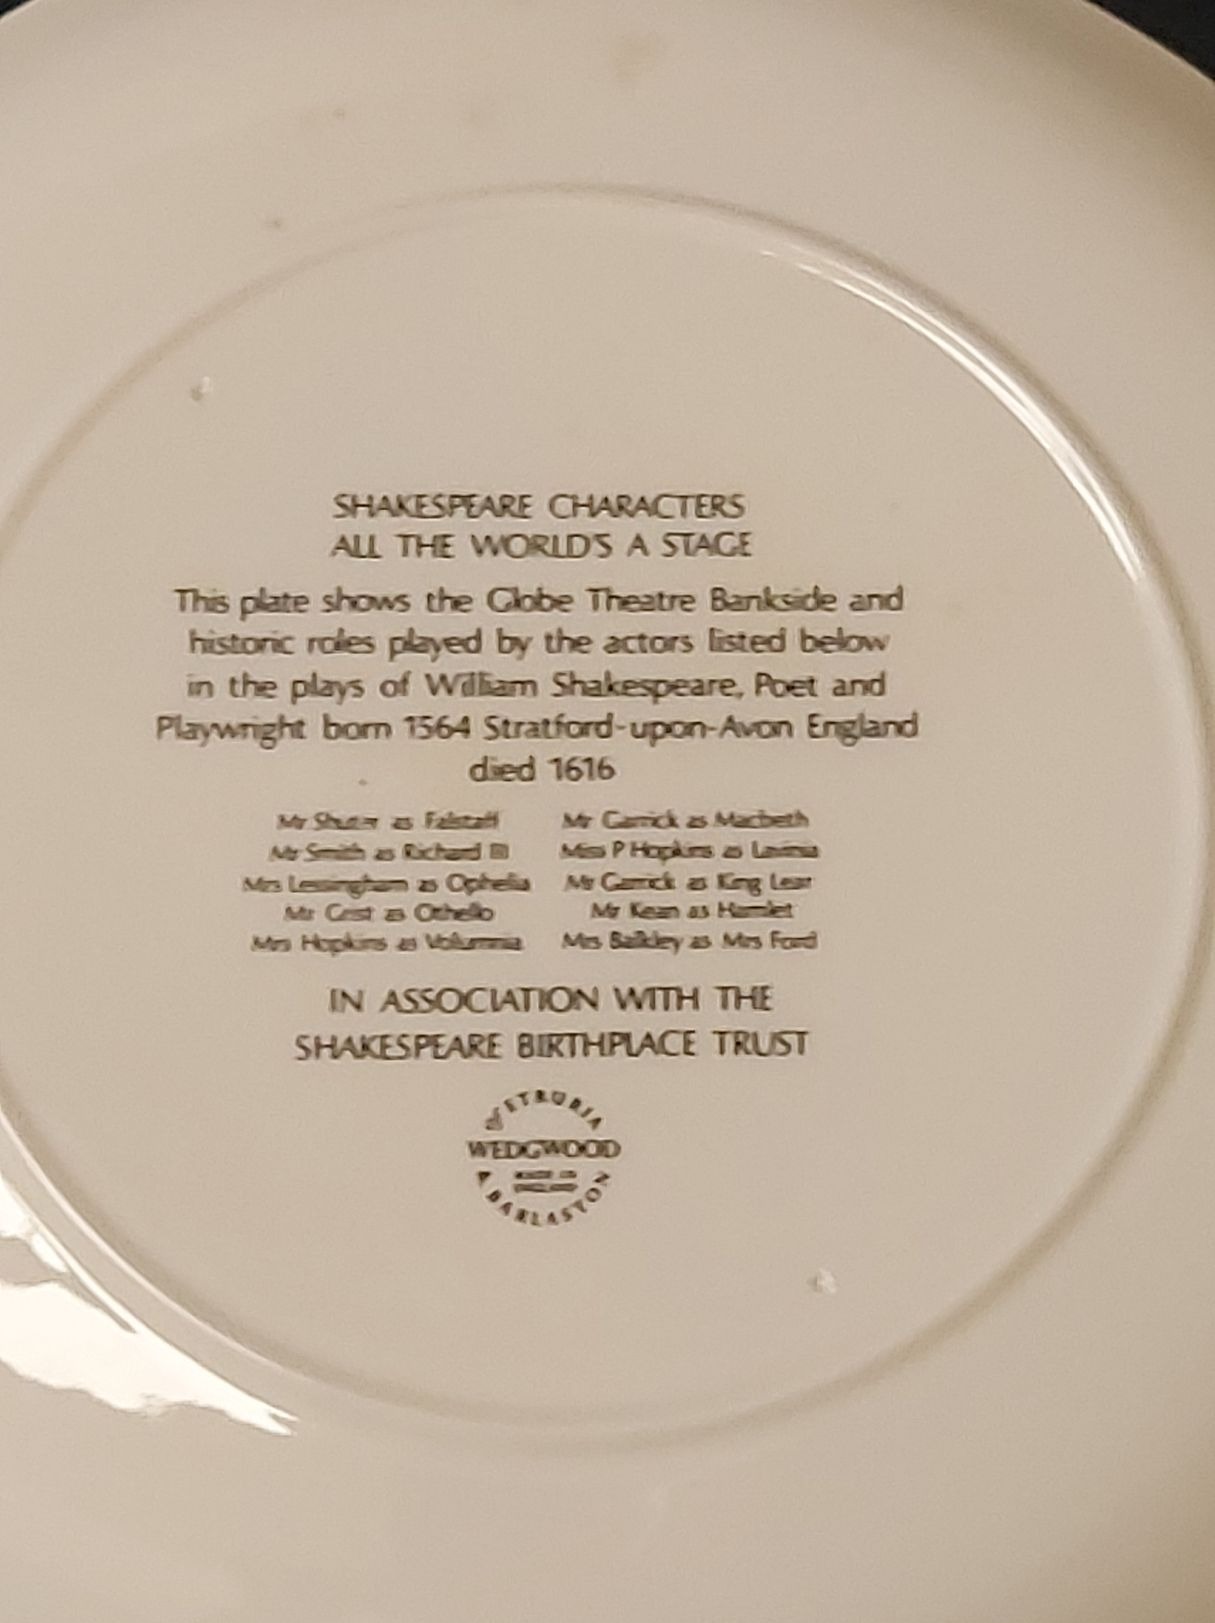 SHAKESPEARE CHARACTERS
ALL THE WORLD'S A STAGE
This plate shows the Globe Theatre Bankside and
historic roles played by the actors listed below
in the plays of William Shakespeare, Poet and
Playwright born 1564 Stratford-upon-Avon England
died 1616
Mr Shuter as Falstaff
Mr Smith as Richard III
Mrs Lessingham as Ophelia
Mr as Othello
Mrs Hopkins as Volumnia
Mr Garrick as Macbeth
Miss P Hopkins as Lavinia
Mr Garrick as King Lear
Mr Kean as Hamlet
Mrs as Mrs Ford
IN ASSOCIATION WITH THE
SHAKESPEARE BIRTHPLACE TRUST
OF ETRURIA
WEDGWOOD
MADE IN
ENGLAND
& BARLASTON